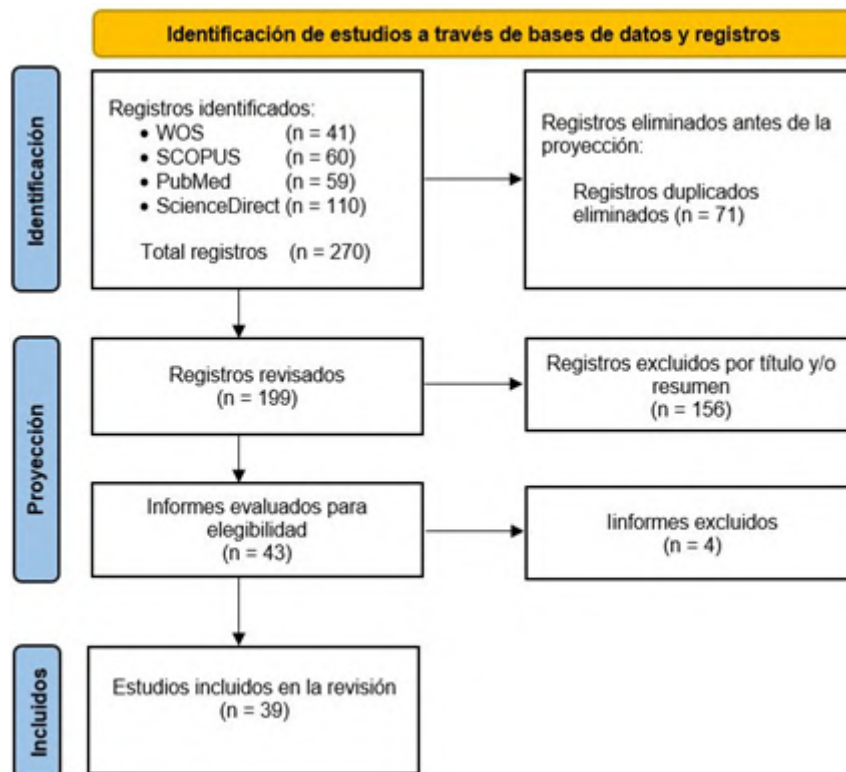 Identificación de estudios a través de bases de datos y registros
Identificación
Registros identificados:
• WOS (n = 41)
• SCOPUS (n = 60)
• PubMed (n = 59)
• ScienceDirect (n = 110)
Total registros (n = 270)
Registros eliminados antes de la
proyección:
Registros duplicados
eliminados (n = 71)
Proyección
Registros revisados
(n = 199)
Registros excluidos por título y/o
resumen
(n = 156)
Informes evaluados para
elegibilidad
(n = 43)
Iinformes excluidos
(n = 4)
Incluidos
Estudios incluidos en la revisión
(n = 39)